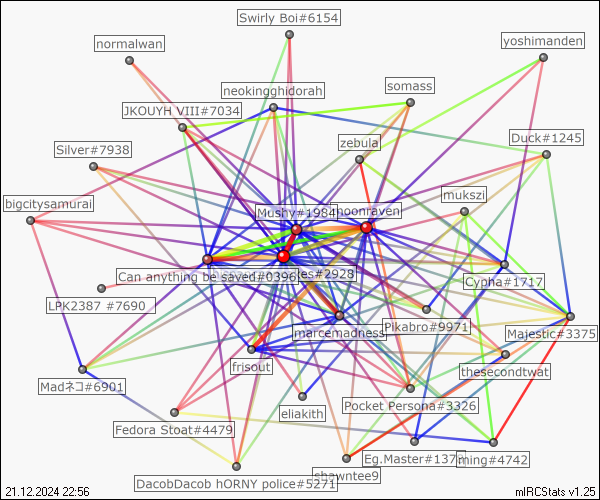 Swirly Boi#6154
normalwan
yoshimanden
somass
neokingghidorah
JKOUYH VIII#7034
Duck#1245
zebula
Silver#7938
mukszi
bigcitysamurai
Mushy#1984
moonraven
Can anything be saved#0396
les#2928
Cypha#1717
LPK2387 #7690
Pikabro#9971
marcemadness
Majestic#3375
frisout
thesecondtwat
Madネコ#6901
Pocket Persona#3326
eliakith
Fedora Stoat#4479
Eg.Master#137
ming#4742
shawntee9
DacobDacob hORNY police#5271
21.12.2024 22:56
mIRCStats v1.25